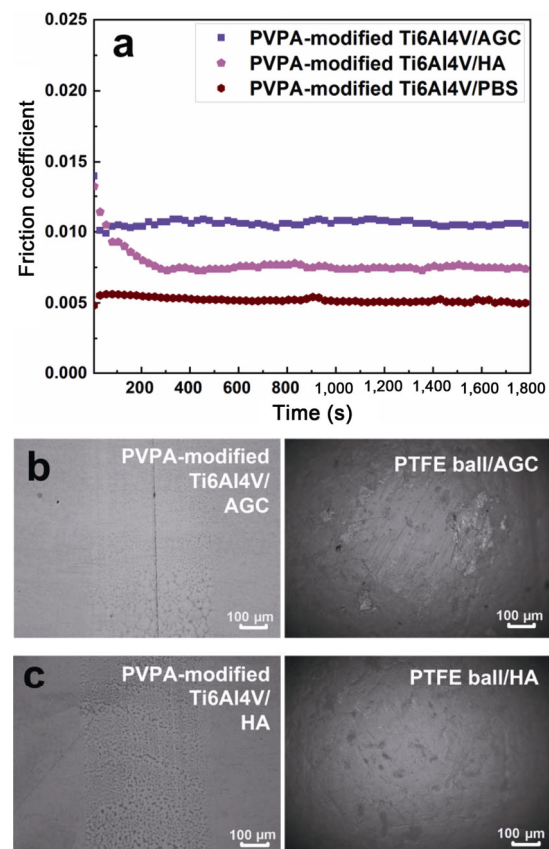 a
PVPA-modified Ti6Al4V/AGC
PVPA-modified Ti6Al4V/HA
PVPA-modified Ti6Al4V/PBS
Friction coefficient
0.025
0.020
0.015
0.010
0.005
0.000
200 400 600 800 1,000 1,200 1,400 1,600 1,800
Time (s)
b
PVPA-modified
Ti6Al4V/
AGC
100 µm
PTFE ball/AGC
100 µm
c
PVPA-modified
Ti6Al4V/
HA
100 µm
PTFE ball/HA
100 µm